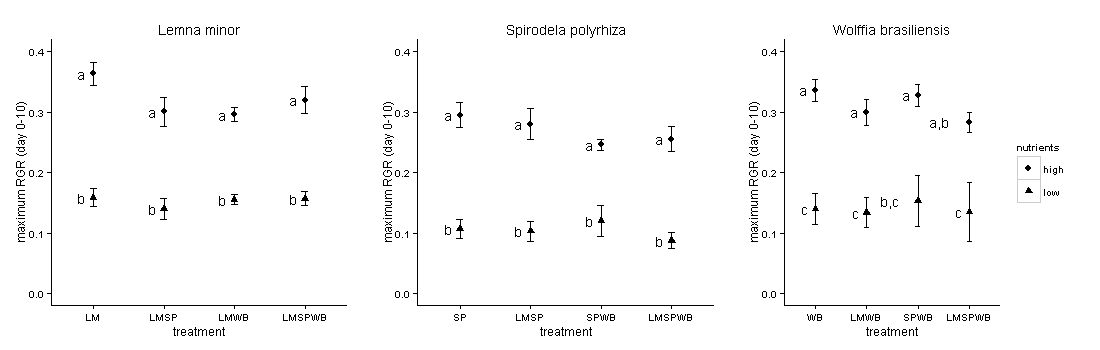 Lemna minor
maximum RGR (day 0-10)
0.4
0.3
0.2
0.1
0.0
a
a
a
a
b
b
b
b
LM
LMSP
LMWB
LMSPWB
treatment
Spirodela polyrhiza
maximum RGR (day 0-10)
0.4
0.3
0.2
0.1
0.0
a
a
a
a
b
b
b
b
SP
LMSP
SPWB
LMSPWB
treatment
Wolffia brasiliensis
maximum RGR (day 0-10)
0.4
0.3
0.2
0.1
0.0
a
a
a
a,b
c
c
b,c
c
WB
LMWB
SPWB
LMSPWB
treatment
nutrients
high
low